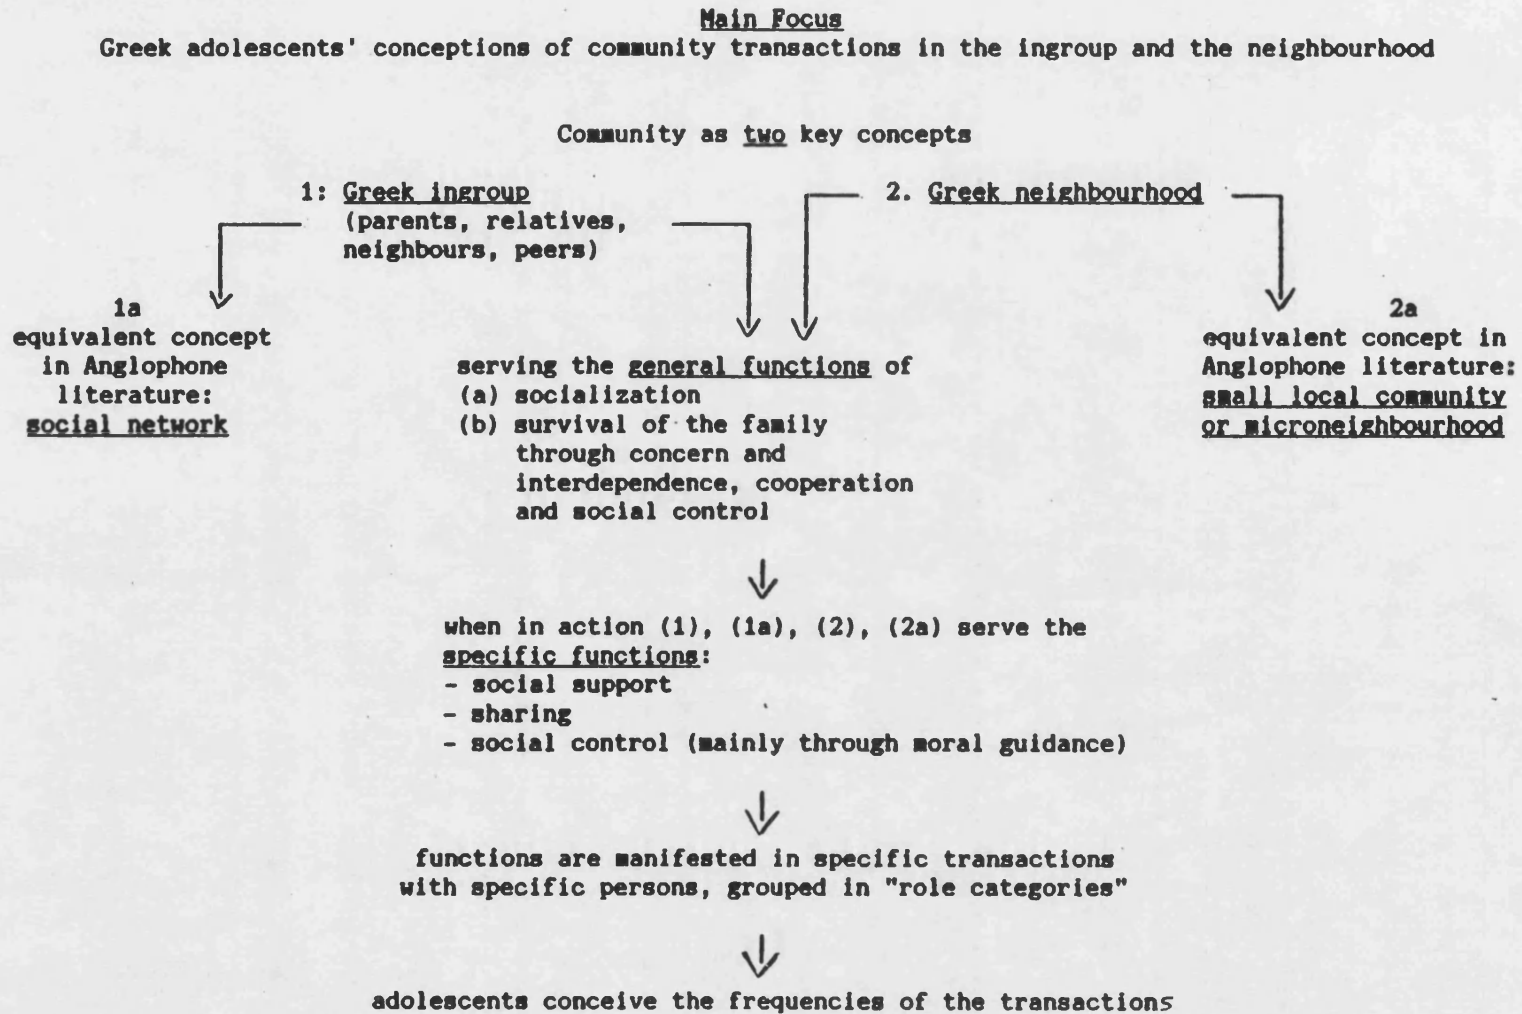 Main Focus
Greek adolescents' conceptions of community transactions in the ingroup and the neighbourhood
Community as two key concepts
1: Greek ingroup
(parents, relatives,
neighbours, peers)
2. Greek neighbourhood
1a
equivalent concept
in Anglophone
literature:
social network
serving the general functions of
(a) socialization
(b) survival of the family
through concern and
interdependence, cooperation
and social control
2a
equivalent concept in
Anglophone literature:
small local community
or microneighbourhood
when in action (1), (1a), (2), (2a) serve the
specific functions:
- social support
- sharing
- social control (mainly through moral guidance)
functions are manifested in specific transactions
with specific persons, grouped in "role categories"
adolescents conceive the frequencies of the transactions